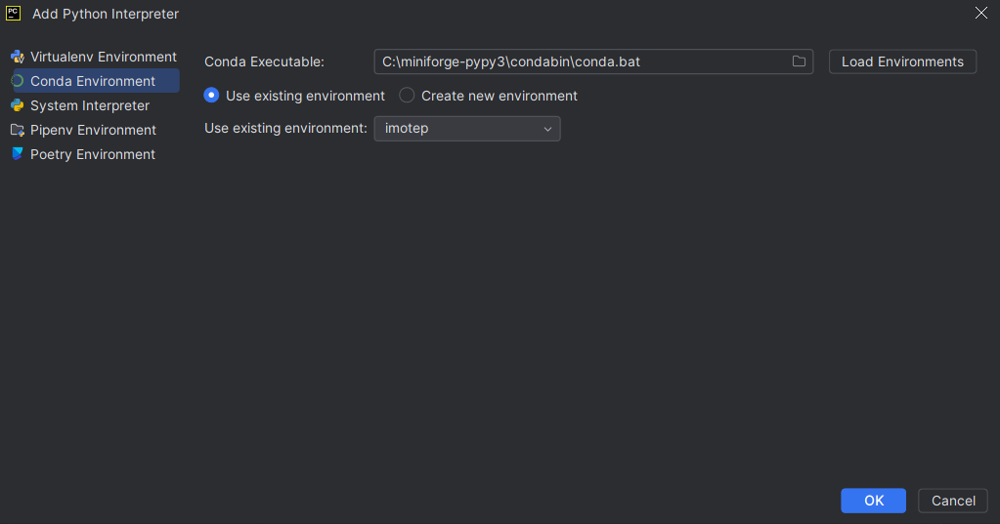 PC Add Python Interpreter
Virtualenv Environment
Conda Environment
System Interpreter
Pipenv Environment
Poetry Environment
Conda Executable: C:\miniforge-pypy3\condabin\conda.bat Load Environments
Use existing environment Create new environment
Use existing environment: imotep
OK Cancel